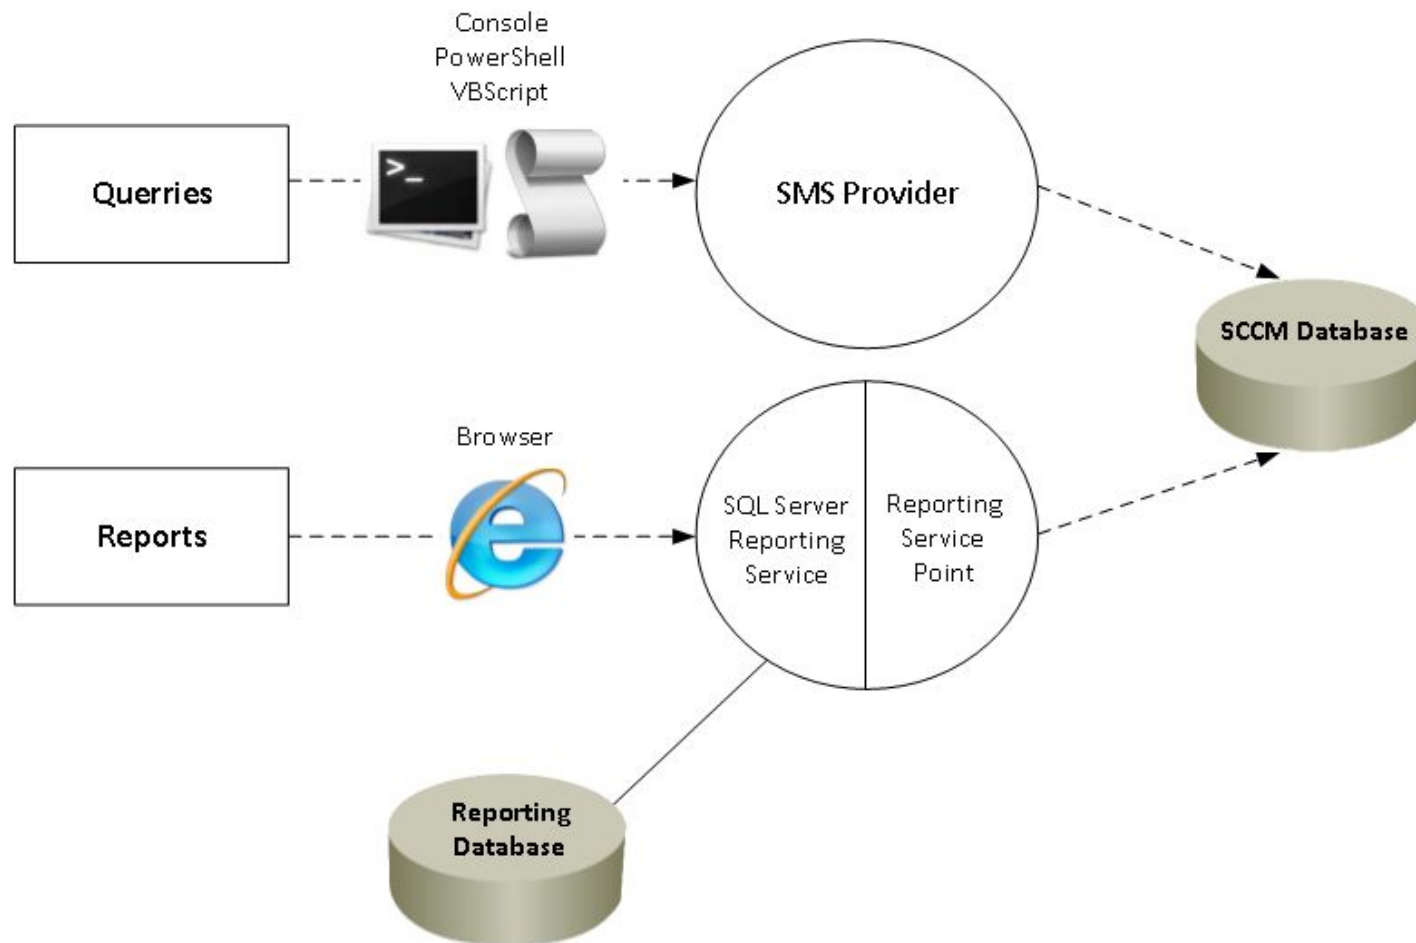 Console
PowerShell
VBScript
Querries
>_
SMS Provider
SCCM Database
Browser
Reports
SQL Server
Reporting
Service
Reporting
Service
Point
Reporting
Database